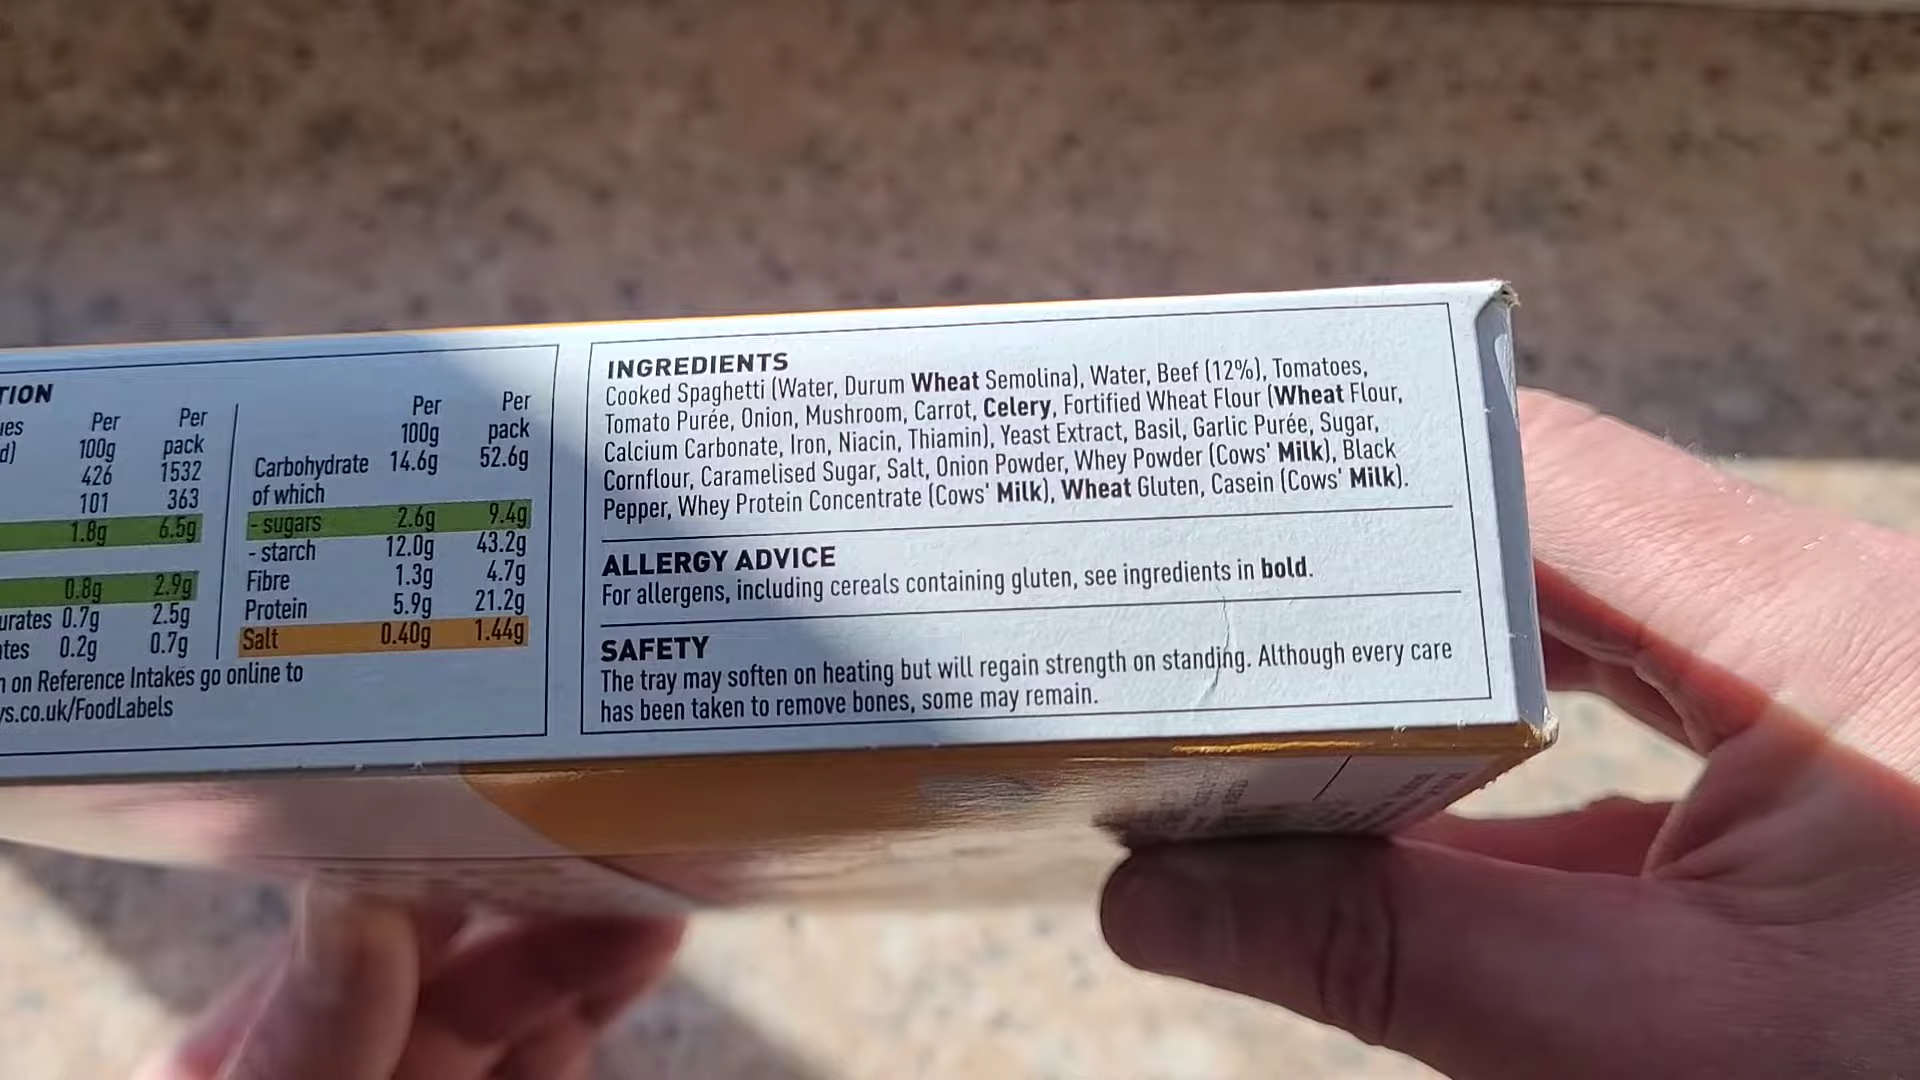 TION
Per Per
100g pack
426 1532
101 363
1.8g 6.5g
0.8g 2.9g
0.7g 2.5g
0.2g 0.7g
Per Per
100g pack
Carbohydrate 14.6g 52.6g
of which
- sugars 2.6g 9.4g
- starch 12.0g 43.2g
Fibre 1.3g 4.7g
Protein 5.9g 21.2g
Salt 0.40g 1.44g
on Reference Intakes go online to
s.co.uk/FoodLabels
INGREDIENTS
Cooked Spaghetti (Water, Durum Wheat Semolina), Water, Beef (12%), Tomatoes,
Tomato Purée, Onion, Mushroom, Carrot, Celery, Fortified Wheat Flour (Wheat Flour,
Calcium Carbonate, Iron, Niacin, Thiamin), Yeast Extract, Basil, Garlic Purée, Sugar,
Cornflour, Caramelised Sugar, Salt, Onion Powder, Whey Powder (Cows' Milk), Black
Pepper, Whey Protein Concentrate (Cows' Milk), Wheat Gluten, Casein (Cows' Milk).
ALLERGY ADVICE
For allergens, including cereals containing gluten, see ingredients in bold.
SAFETY
The tray may soften on heating but will regain strength on standing. Although every care
has been taken to remove bones, some may remain.